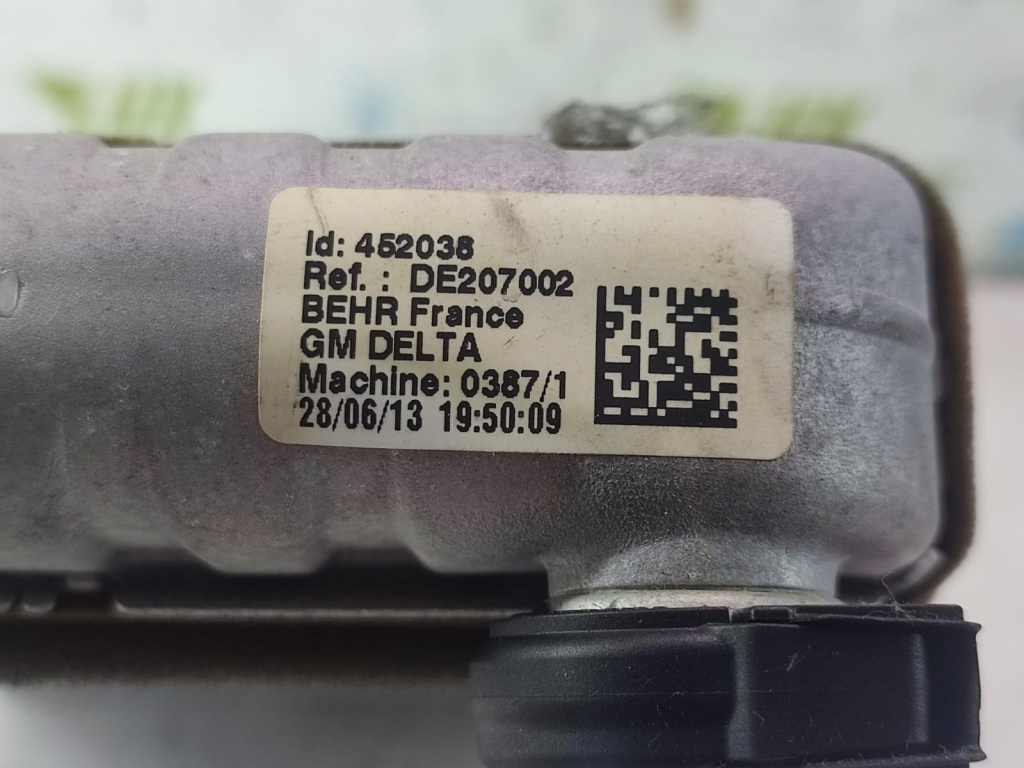 Id: 452038
Ref. : DE207002
BEHR France
GM DELTA
Machine: 0387/1
28/06/13 19:50:09